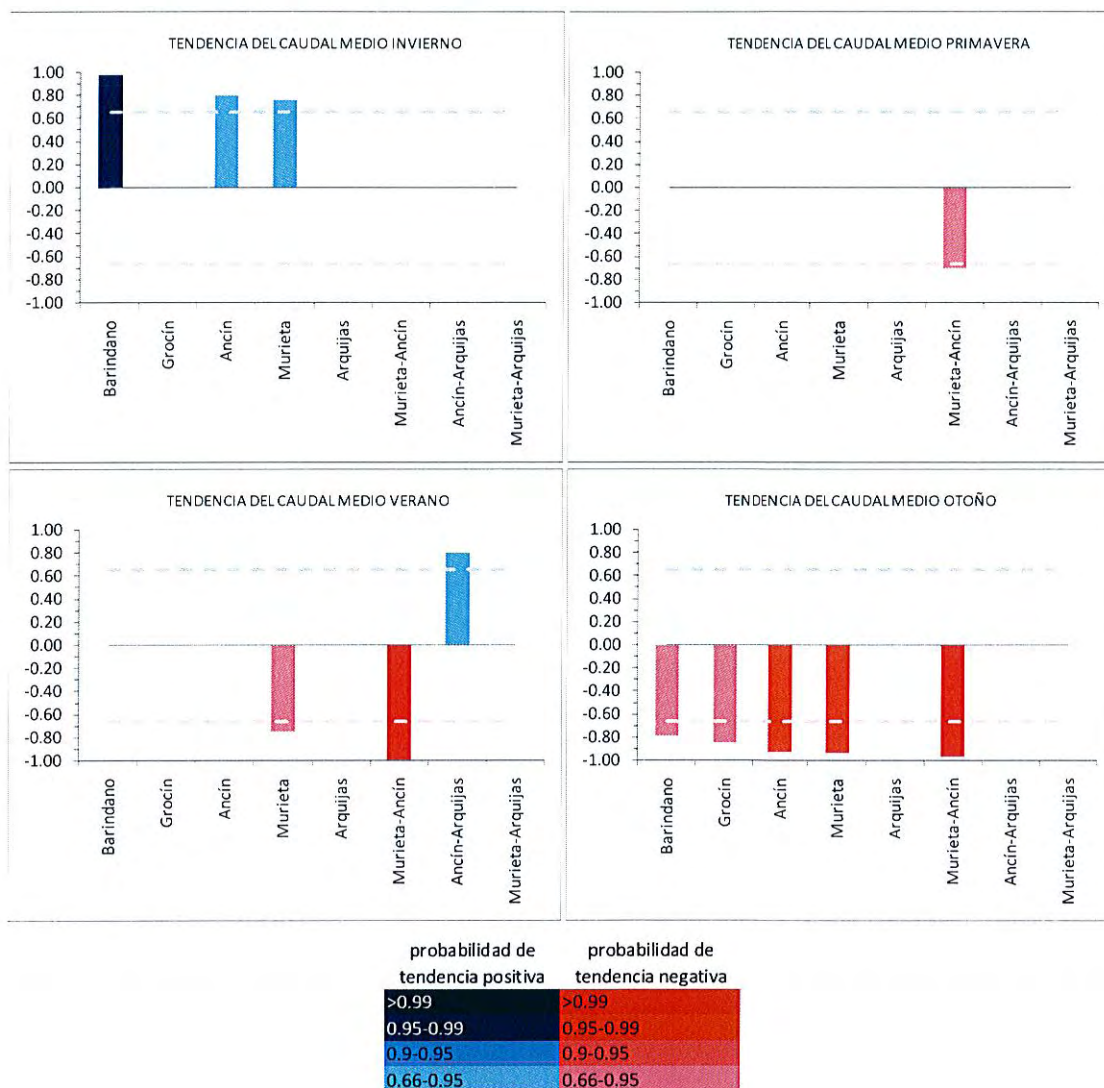 TENDENCIA DEL CAUDAL MEDIO INVIERNO
1.00
0.80
0.60
0.40
0.20
0.00
-0.20
-0.40
-0.60
-0.80
-1.00
Barindano
Grocín
Ancín
Murieta
Arquijas
Murieta-Ancín
Ancín-Arquijas
Murieta-Arquijas
TENDENCIA DEL CAUDAL MEDIO PRIMAVERA
1.00
0.80
0.60
0.40
0.20
0.00
-0.20
-0.40
-0.60
-0.80
-1.00
Barindano
Grocín
Ancín
Murieta
Arquijas
Murieta-Ancín
Ancín-Arquijas
Murieta-Arquijas
TENDENCIA DEL CAUDAL MEDIO VERANO
1.00
0.80
0.60
0.40
0.20
0.00
-0.20
-0.40
-0.60
-0.80
-1.00
Barindano
Grocín
Ancín
Murieta
Arquijas
Murieta-Ancín
Ancín-Arquijas
Murieta-Arquijas
TENDENCIA DEL CAUDAL MEDIO OTOÑO
1.00
0.80
0.60
0.40
0.20
0.00
-0.20
-0.40
-0.60
-0.80
-1.00
Barindano
Grocín
Ancín
Murieta
Arquijas
Murieta-Ancín
Ancín-Arquijas
Murieta-Arquijas
probabilidad de probabilidad de
tendencia positiva tendencia negativa
>0.99 >0.99
0.95-0.99 0.95-0.99
0.9-0.95 0.9-0.95
0.66-0.95 0.66-0.95